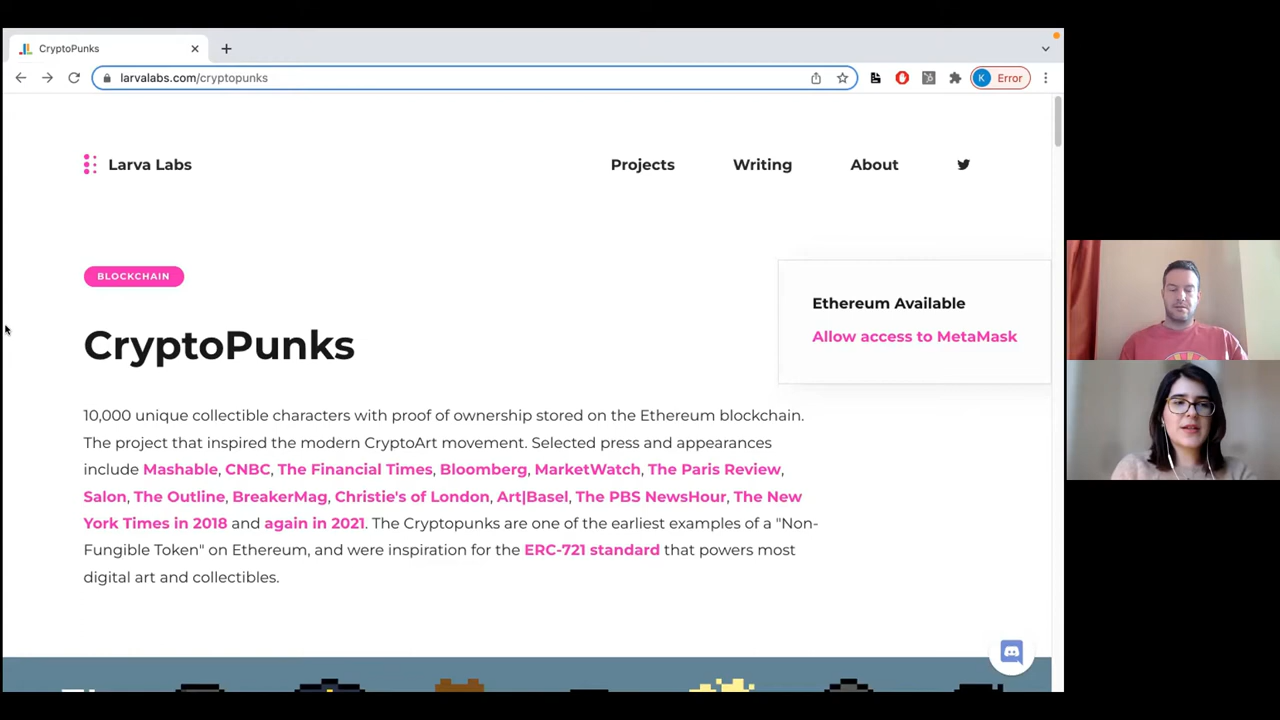 CryptoPunks
larvalabs.com/cryptopunks
K
Error
Larva Labs
Projects
Writing
About
BLOCKCHAIN
Ethereum Available
Allow access to MetaMask
CryptoPunks
10,000 unique collectible characters with proof of ownership stored on the Ethereum blockchain.
The project that inspired the modern CryptoArt movement. Selected press and appearances
include Mashable, CNBC, The Financial Times, Bloomberg, MarketWatch, The Paris Review,
Salon, The Outline, BreakerMag, Christie's of London, Art|Basel, The PBS NewsHour, The New
York Times in 2018 and again in 2021. The Cryptopunks are one of the earliest examples of a "Non-
Fungible Token" on Ethereum, and were inspiration for the ERC-721 standard that powers most
digital art and collectibles.